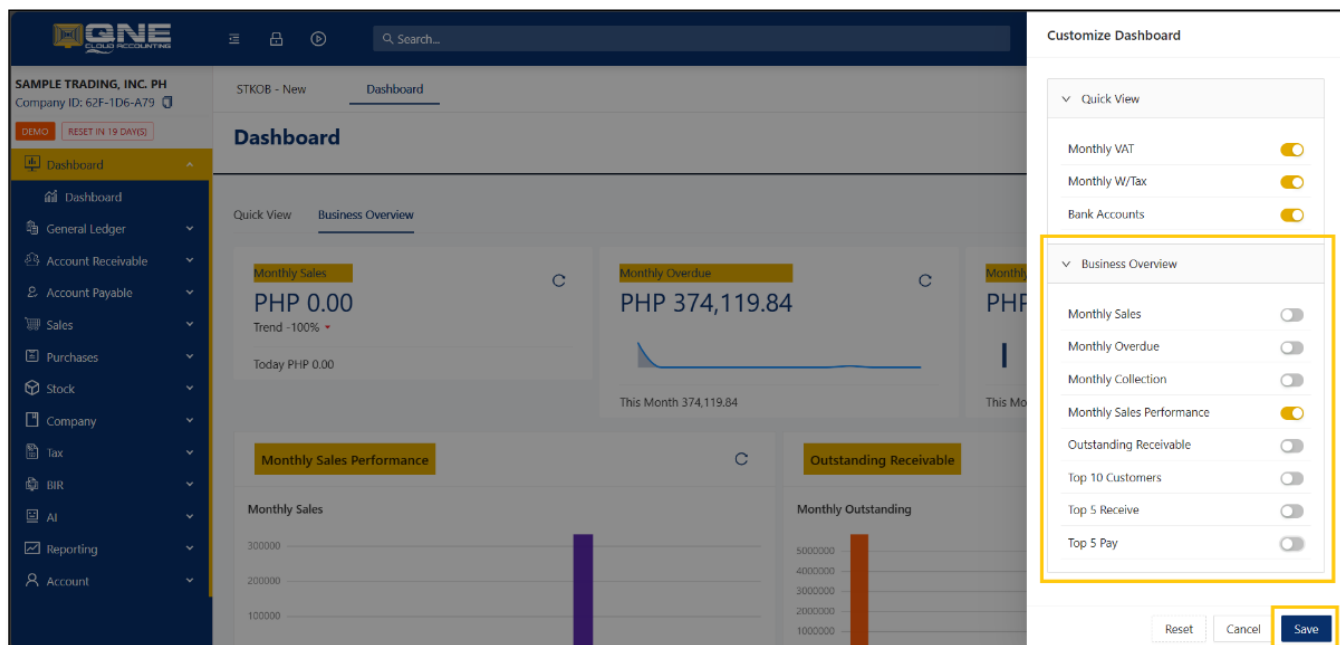 QNE
CLOUD ACCOUNTING
Search...
SAMPLE TRADING, INC. PH
Company ID: 62F-1D6-A79
DEMO
RESET IN 19 DAY(S)
Dashboard
Dashboard
General Ledger
Account Receivable
Account Payable
Sales
Purchases
Stock
Company
Tax
BIR
AI
Reporting
Account
STKOB - New
Dashboard
Dashboard
Quick View
Business Overview
Monthly Sales
PHP 0.00
Trend -100%
Today PHP 0.00
Monthly Overdue
PHP 374,119.84
This Month 374,119.84
Monthly
PHP
This Mo
Monthly Sales Performance
Monthly Sales
300000
200000
100000
Outstanding Receivable
Monthly Outstanding
5000000
4000000
3000000
2000000
1000000
Customize Dashboard
Quick View
Monthly VAT
Monthly W/Tax
Bank Accounts
Business Overview
Monthly Sales
Monthly Overdue
Monthly Collection
Monthly Sales Performance
Outstanding Receivable
Top 10 Customers
Top 5 Receive
Top 5 Pay
Reset
Cancel
Save